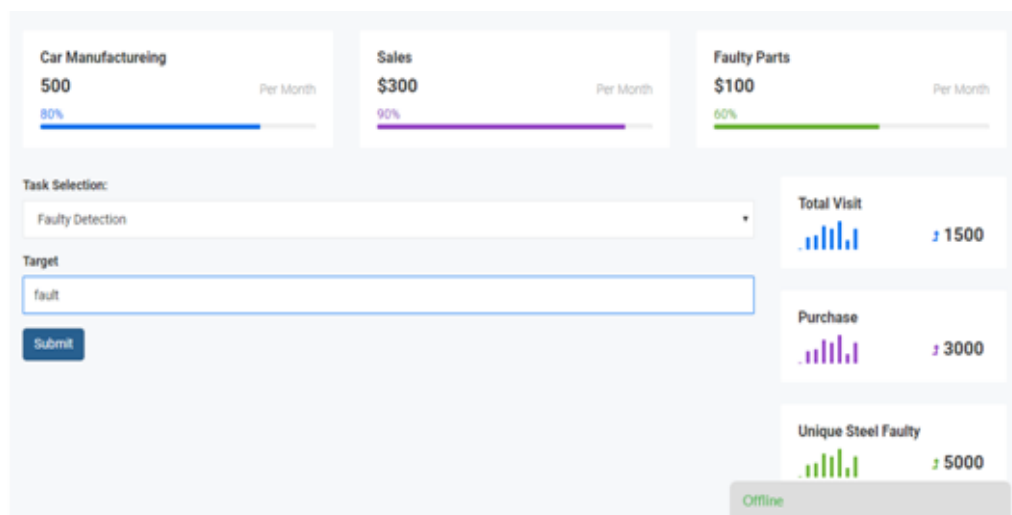 Car Manufactureing
500 Per Month
80%
Sales
$300 Per Month
90%
Faulty Parts
$100 Per Month
60%
Task Selection:
Faulty Detection
Target
fault
Submit
Total Visit
1500
Purchase
3000
Unique Steel Faulty
5000
Offline